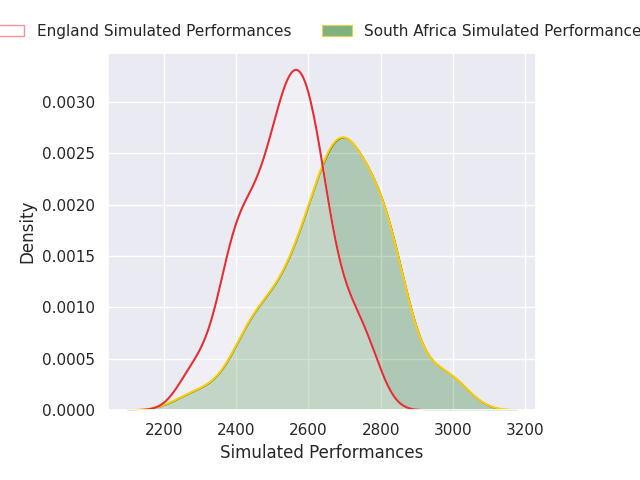 England Simulated Performances South Africa Simulated Performance
0.0030
0.0025
0.0020
0.0015
0.0010
0.0005
0.0000
Density
2200 2400 2600 2800 3000 3200
Simulated Performances